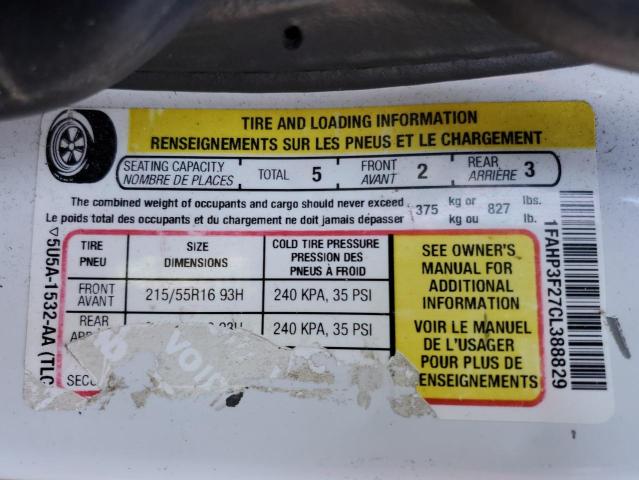 TIRE AND LOADING INFORMATION
RENSEIGNEMENTS SUR LES PNEUS ET LE CHARGEMENT
SEATING CAPACITY
NOMBRE DE PLACES
TOTAL 5
FRONT
AVANT 2
REAR
ARRIÈRE 3
The combined weight of occupants and cargo should never exceed
Le poids total des occupants et du chargement ne doit jamais dépasser
375 kg or 827 lbs.
kg ou lb.
TIRE
PNEU
SIZE
DIMENSIONS
COLD TIRE PRESSURE
PRESSION DES
PNEUS À FROID
FRONT
AVANT
215/55R16 93H
240 KPA, 35 PSI
REAR
93H
240 KPA, 35 PSI
VOID
SEE OWNER'S
MANUAL FOR
ADDITIONAL
INFORMATION
VOIR LE MANUEL
DE L'USAGER
POUR PLUS DE
RENSEIGNEMENTS
5U5A-1532-AA (TLC
1FAHP3F27CL388829